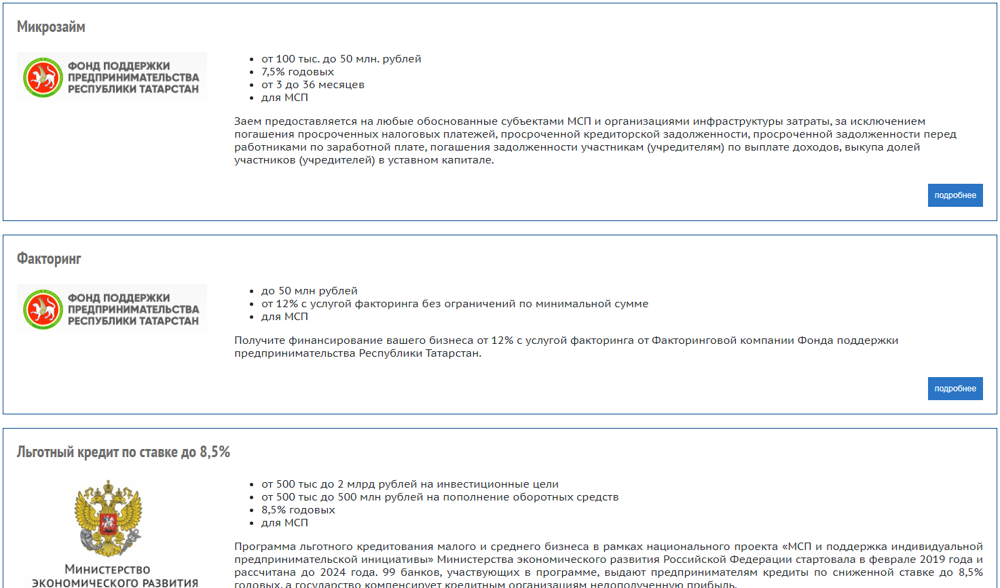 Микрозайм
ФОНД ПОДДЕРЖКИ
ПРЕДПРИНИМАТЕЛЬСТВА
РЕСПУБЛИКИ ТАТАРСТАН
от 100 тыс. до 50 млн. рублей
7,5% годовых
от 3 до 36 месяцев
для МСП
Заем предоставляется на любые обоснованные субъектами МСП и организациями инфраструктуры затраты, за исключением
погашения просроченных налоговых платежей, просроченной кредиторской задолженности, просроченной задолженности перед
работниками по заработной плате, погашения задолженности участникам (учредителям) по выплате доходов, выкупа долей
участников (учредителей) в уставном капитале.
подробнее
Факторинг
ФОНД ПОДДЕРЖКИ
ПРЕДПРИНИМАТЕЛЬСТВА
РЕСПУБЛИКИ ТАТАРСТАН
до 50 млн рублей
от 12% с услугой факторинга без ограничений по минимальной сумме
для МСП
Получите финансирование вашего бизнеса от 12% с услугой факторинга от Факторинговой компании Фонда поддержки
предпринимательства Республики Татарстан.
подробнее
Льготный кредит по ставке до 8,5%
Министерство
экономического развития
от 500 тыс до 2 млрд рублей на инвестиционные цели
от 500 тыс до 500 млн рублей на пополнение оборотных средств
8,5% годовых
для МСП
Программа льготного кредитования малого и среднего бизнеса в рамках национального проекта «МСП и поддержка индивидуальной
предпринимательской инициативы» Министерства экономического развития Российской Федерации стартовала в феврале 2019 года и
рассчитана до 2024 года. 99 банков, участвующих в программе, выдают предпринимателям кредиты по сниженной ставке до 8,5%
годовых, а государство компенсирует кредитным организациям недополученную прибыль.